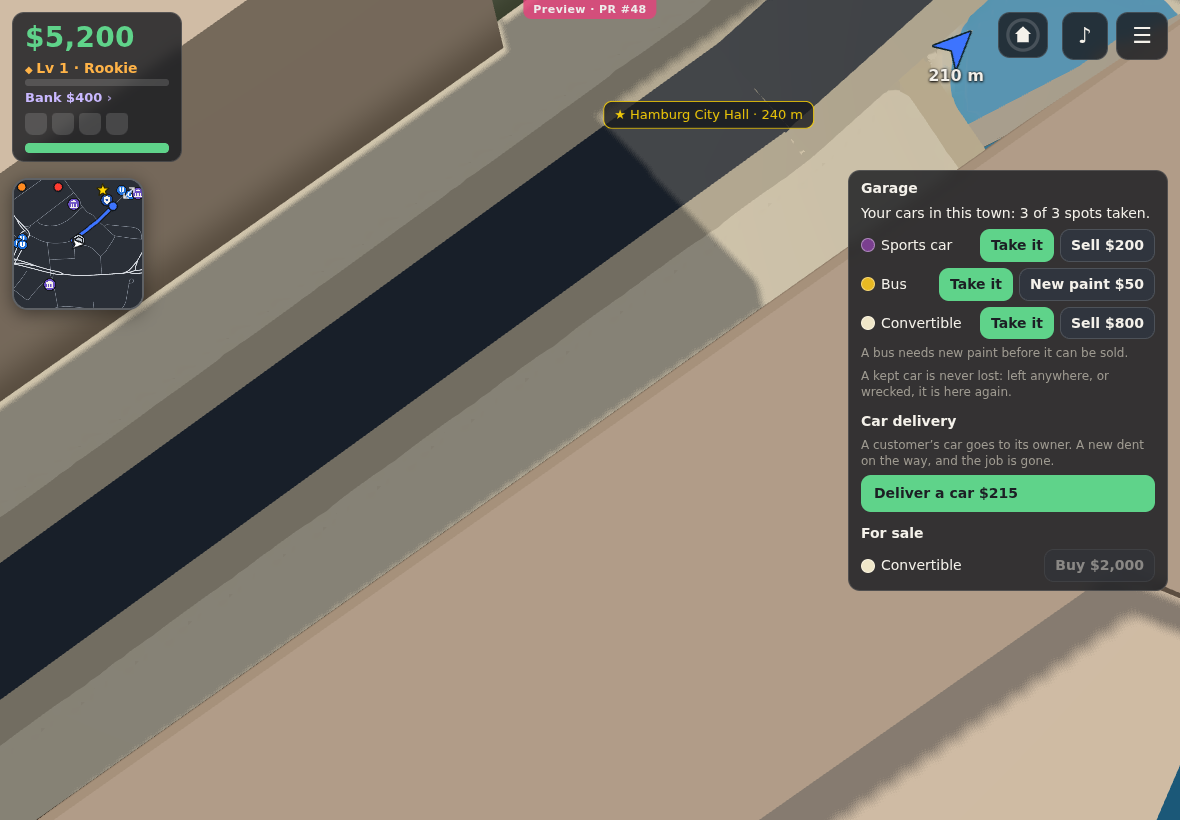 Preview · PR #48
$5,200
Lv 1 · Rookie
Bank $400 ›
210 m
★ Hamburg City Hall · 240 m
Garage
Your cars in this town: 3 of 3 spots taken.
Sports car Take it Sell $200
Bus Take it New paint $50
Convertible Take it Sell $800
A bus needs new paint before it can be sold.
A kept car is never lost: left anywhere, or
wrecked, it is here again.
Car delivery
A customer's car goes to its owner. A new dent
on the way, and the job is gone.
Deliver a car $215
For sale
Convertible Buy $2,000